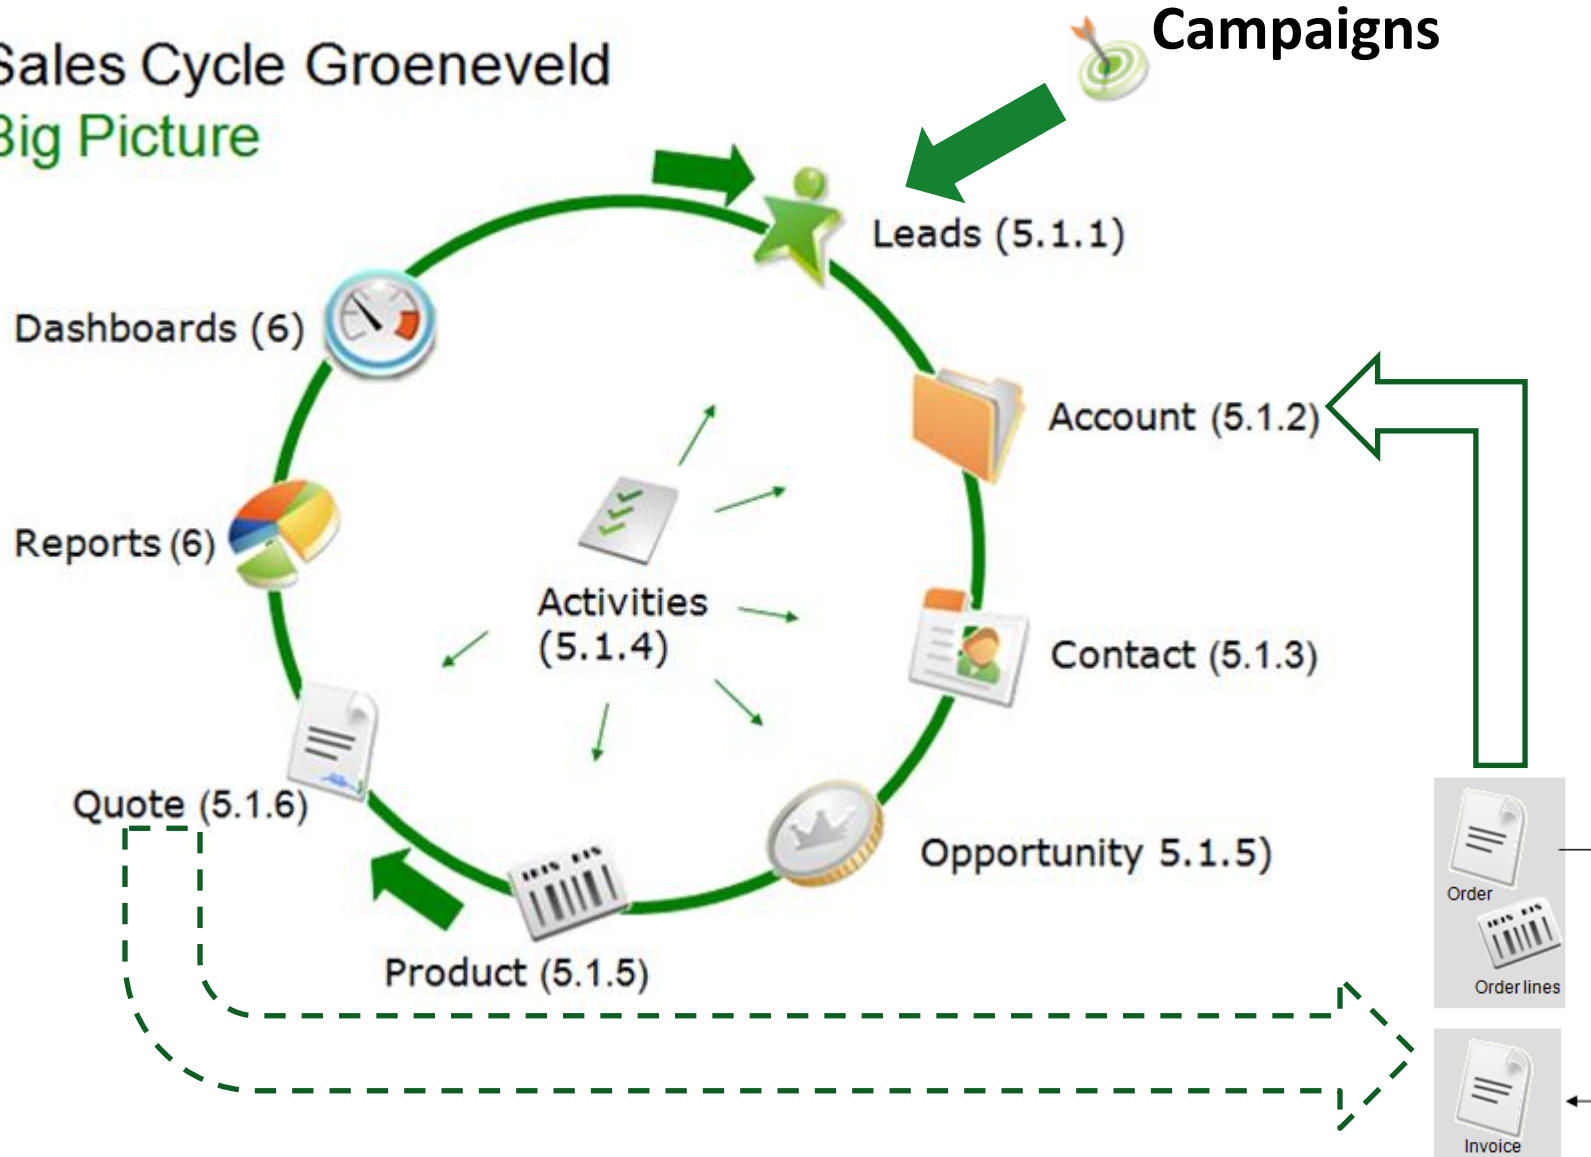 Sales Cycle Groeneveld
Big Picture
Campaigns
Leads (5.1.1)
Dashboards (6)
Account (5.1.2)
Reports (6)
Activities
(5.1.4)
Contact (5.1.3)
Quote (5.1.6)
Opportunity 5.1.5)
Product (5.1.5)
Order
Order lines
Invoice